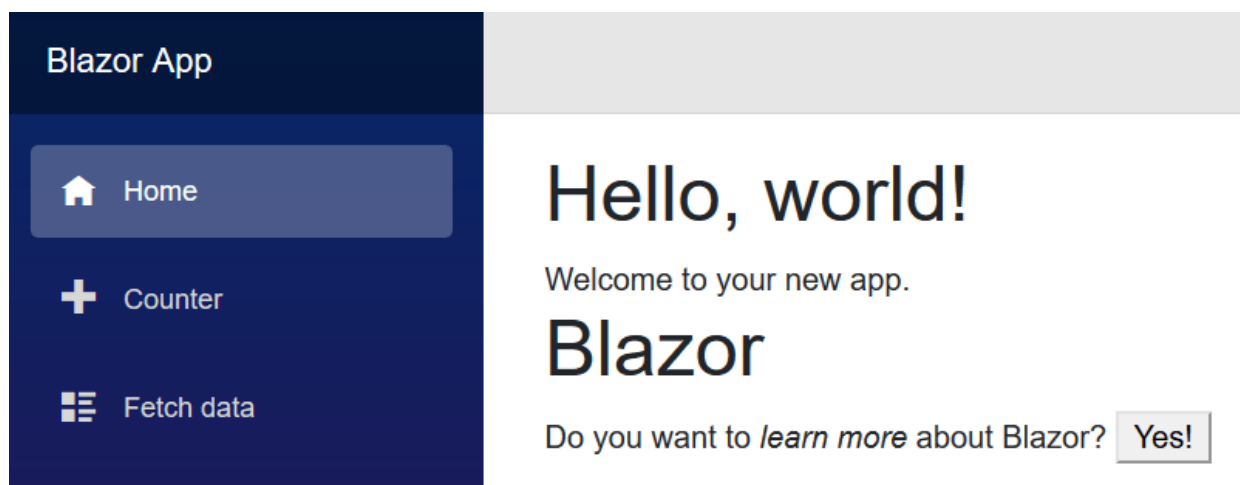 Blazor App
Home
Counter
Fetch data
Hello, world!
Welcome to your new app.
Blazor
Do you want to learn more about Blazor? Yes!